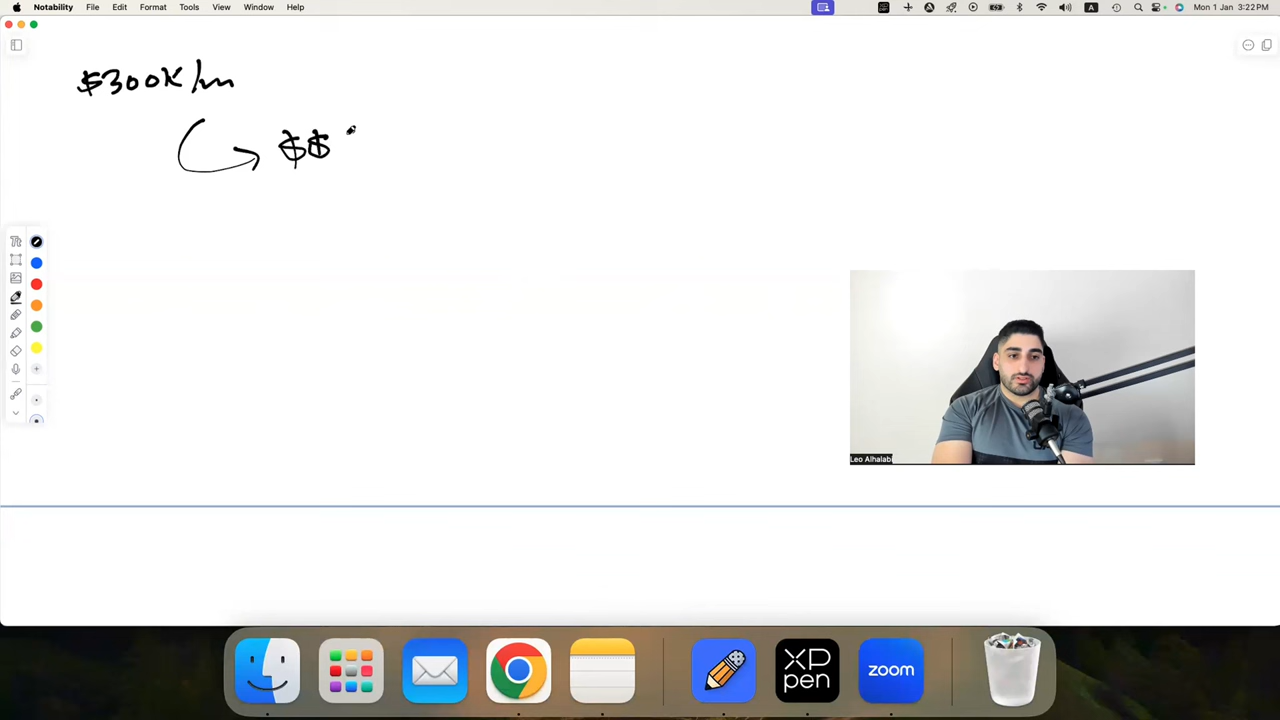 Notability File Edit Format Tools View Window Help A Mon 1 Jan 3:22 PM
Tt
$300K/m
$$
Leo Alhalabi
XP pen zoom